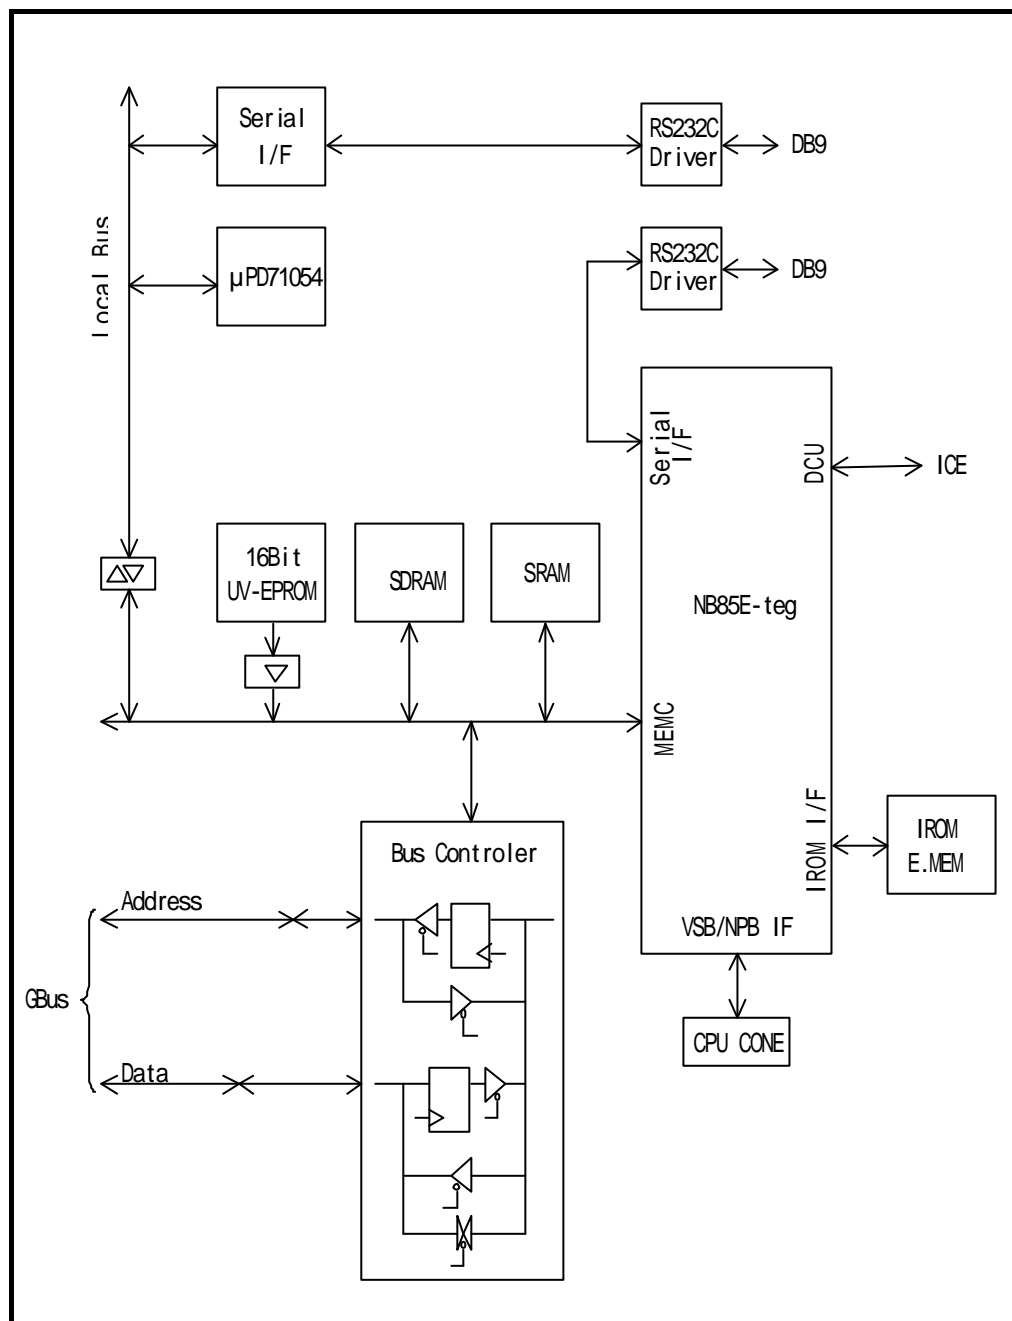 Serial
I/F
RS232C
Driver
DB9
Local Bus
μPD71054
RS232C
Driver
DB9
Serial
I/F
DCU
ICE
16Bit
UV-EPROM
SDRAM
SRAM
NB85E-teg
MEMC
IROM I/F
IROM
E.MEM
Bus Controler
Address
VSB/NPB IF
GBus
CPU CONE
Data